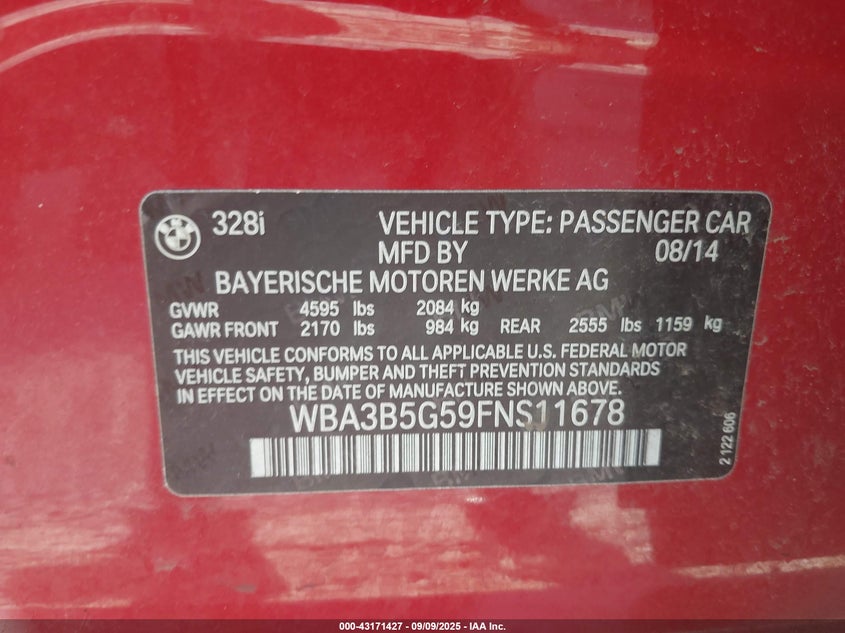 328i VEHICLE TYPE: PASSENGER CAR
MFD BY 08/14
BAYERISCHE MOTOREN WERKE AG
GVWR 4595 lbs 2084 kg
GAWR FRONT 2170 lbs 984 kg REAR 2555 lbs 1159 kg
THIS VEHICLE CONFORMS TO ALL APPLICABLE U.S. FEDERAL MOTOR
VEHICLE SAFETY, BUMPER AND THEFT PREVENTION STANDARDS
IN EFFECT ON THE DATE OF MANUFACTURE SHOWN ABOVE.
WBA3B5G59FNS11678
2 122 606
000-43171427 - 09/09/2025 - IAA Inc.